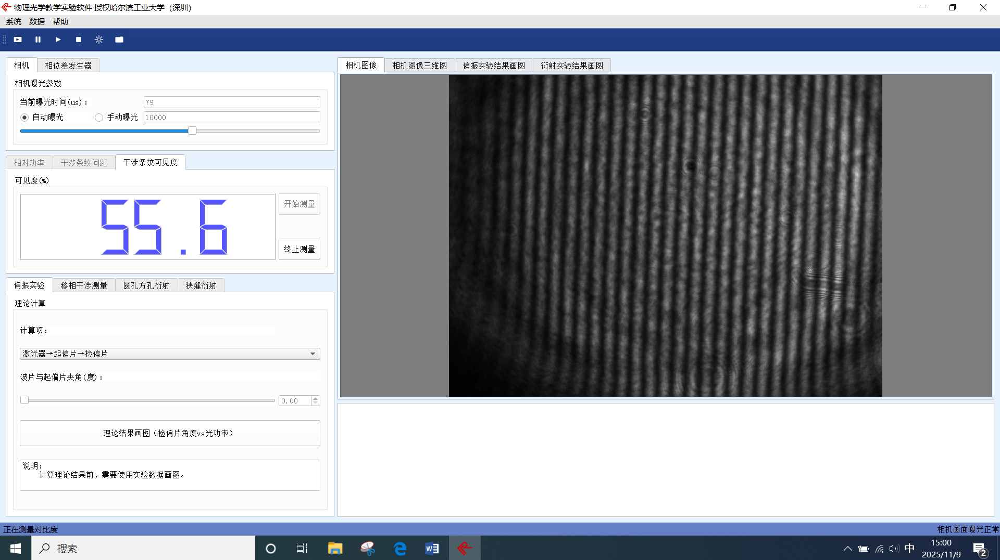 物理光学教学实验软件 授权哈尔滨工业大学（深圳）
系统 数据 帮助
相机 相位差发生器
相机曝光参数
当前曝光时间(us)： 79
自动曝光 手动曝光 10000
相对功率 干涉条纹间距 干涉条纹可见度
可见度(%)
55.6
开始测量
终止测量
偏振实验 移相干涉测量 圆孔方孔衍射 狭缝衍射
理论计算
计算项：
激光器→起偏片→检偏片
波片与起偏片夹角(度)：
0.00
理论结果画图（检偏片角度vs光功率）
说明：
计算理论结果前，需要使用实验数据画图。
相机图像 相机图像三维图 偏振实验结果画图 衍射实验结果画图
正在测量对比度
相机画面曝光正常
搜索
中
15:00
2025/11/9
2